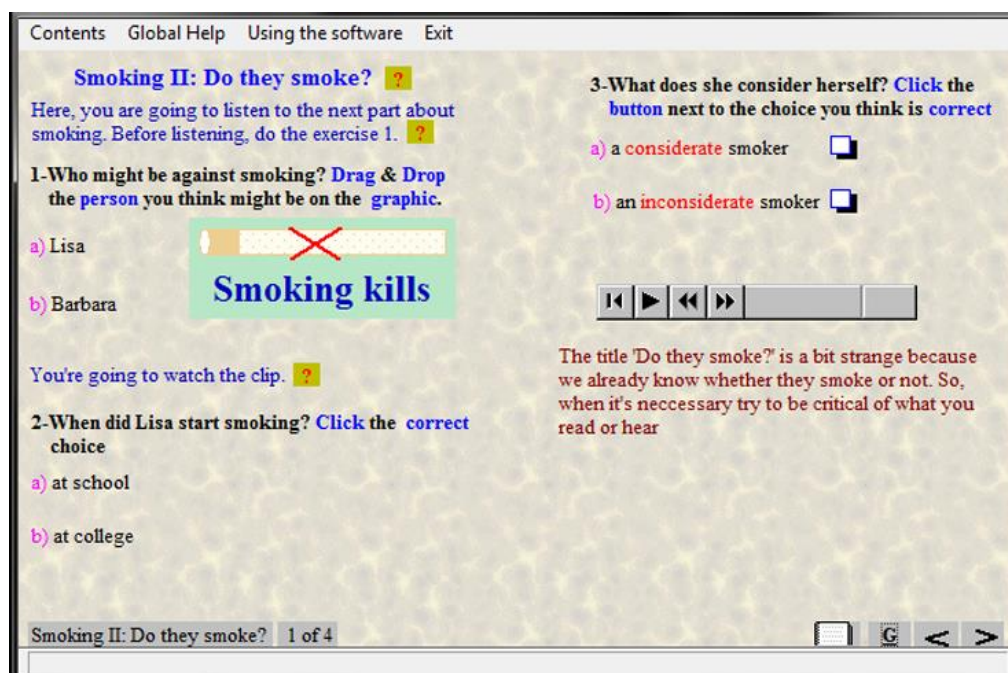 Contents Global Help Using the software Exit
Smoking II: Do they smoke? ?
Here, you are going to listen to the next part about
smoking. Before listening, do the exercise 1. ?
1-Who might be against smoking? Drag & Drop
the person you think might be on the graphic.
a) Lisa
b) Barbara
Smoking kills
You're going to watch the clip. ?
2-When did Lisa start smoking? Click the correct
choice
a) at school
b) at college
3-What does she consider herself? Click the
button next to the choice you think is correct
a) a considerate smoker
b) an inconsiderate smoker
The title 'Do they smoke?' is a bit strange because
we already know whether they smoke or not. So,
when it's neccessary try to be critical of what you
read or hear
Smoking II: Do they smoke? 1 of 4
G < >